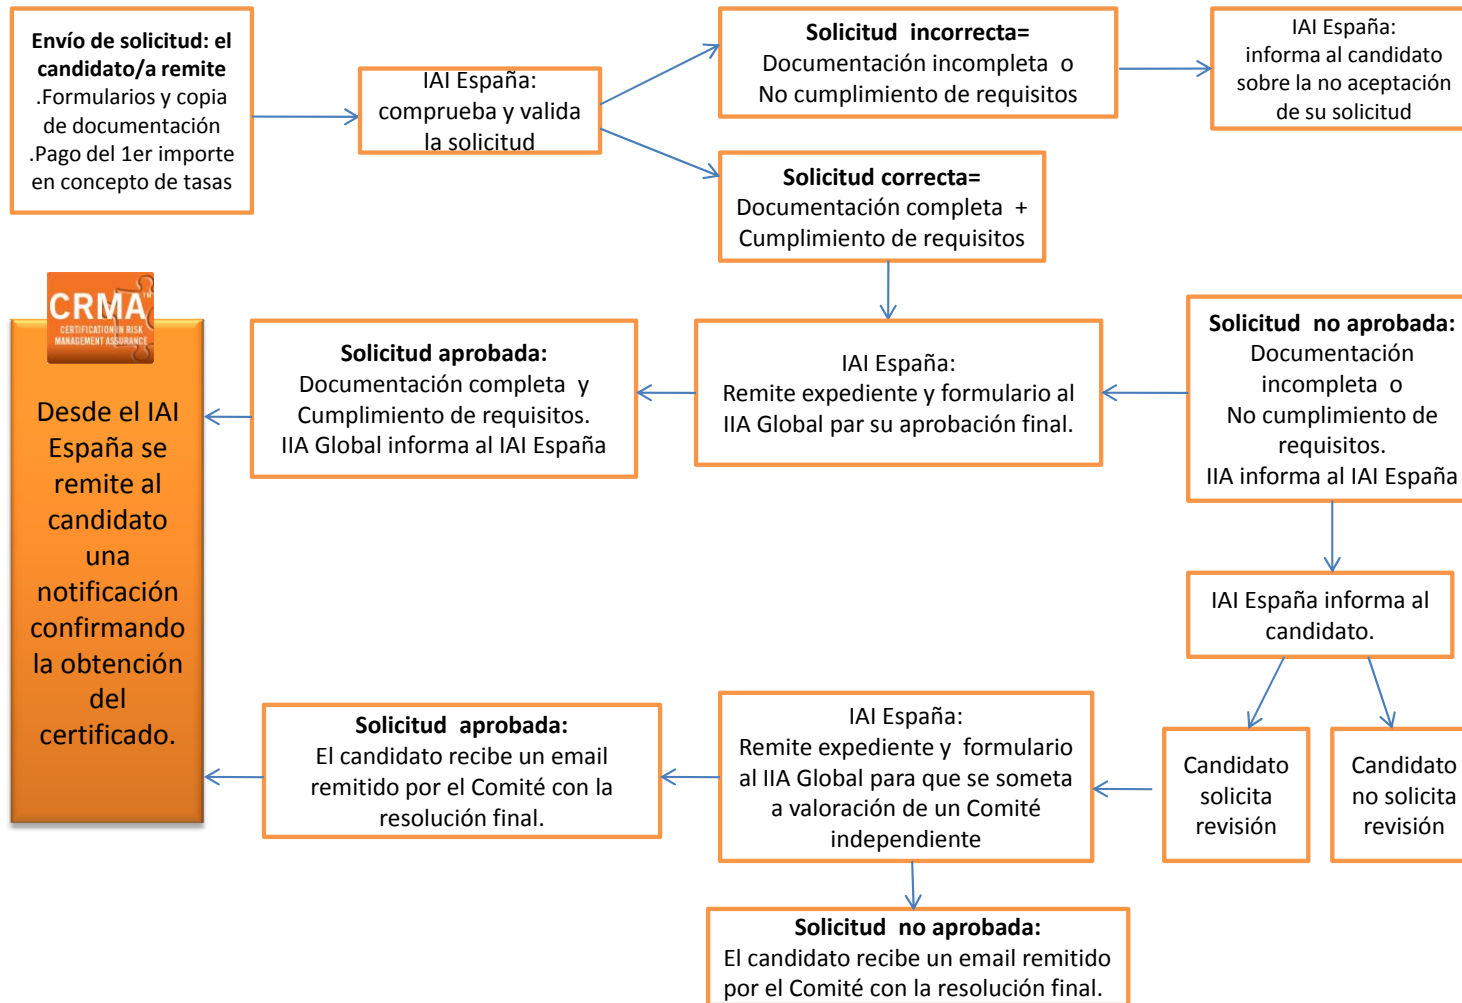 Envío de solicitud: el
candidato/a remite
.Formularios y copia
de documentación
.Pago del 1er importe
en concepto de tasas
IAI España:
comprueba y valida
la solicitud
Solicitud incorrecta=
Documentación incompleta o
No cumplimiento de requisitos
IAI España:
informa al candidato
sobre la no aceptación
de su solicitud
Solicitud correcta=
Documentación completa +
Cumplimiento de requisitos
CRMA™
CERTIFICATION IN RISK
MANAGEMENT ASSURANCE
Desde el IAI
España se
remite al
candidato
una
notificación
confirmando
la obtención
del
certificado.
Solicitud aprobada:
Documentación completa y
Cumplimiento de requisitos.
IIA Global informa al IAI España
IAI España:
Remite expediente y formulario al
IIA Global par su aprobación final.
Solicitud no aprobada:
Documentación
incompleta o
No cumplimiento de
requisitos.
IIA informa al IAI España
IAI España informa al
candidato.
Solicitud aprobada:
El candidato recibe un email
remitido por el Comité con la
resolución final.
IAI España:
Remite expediente y formulario
al IIA Global para que se someta
a valoración de un Comité
independiente
Candidato
solicita
revisión
Candidato
no solicita
revisión
Solicitud no aprobada:
El candidato recibe un email remitido
por el Comité con la resolución final.